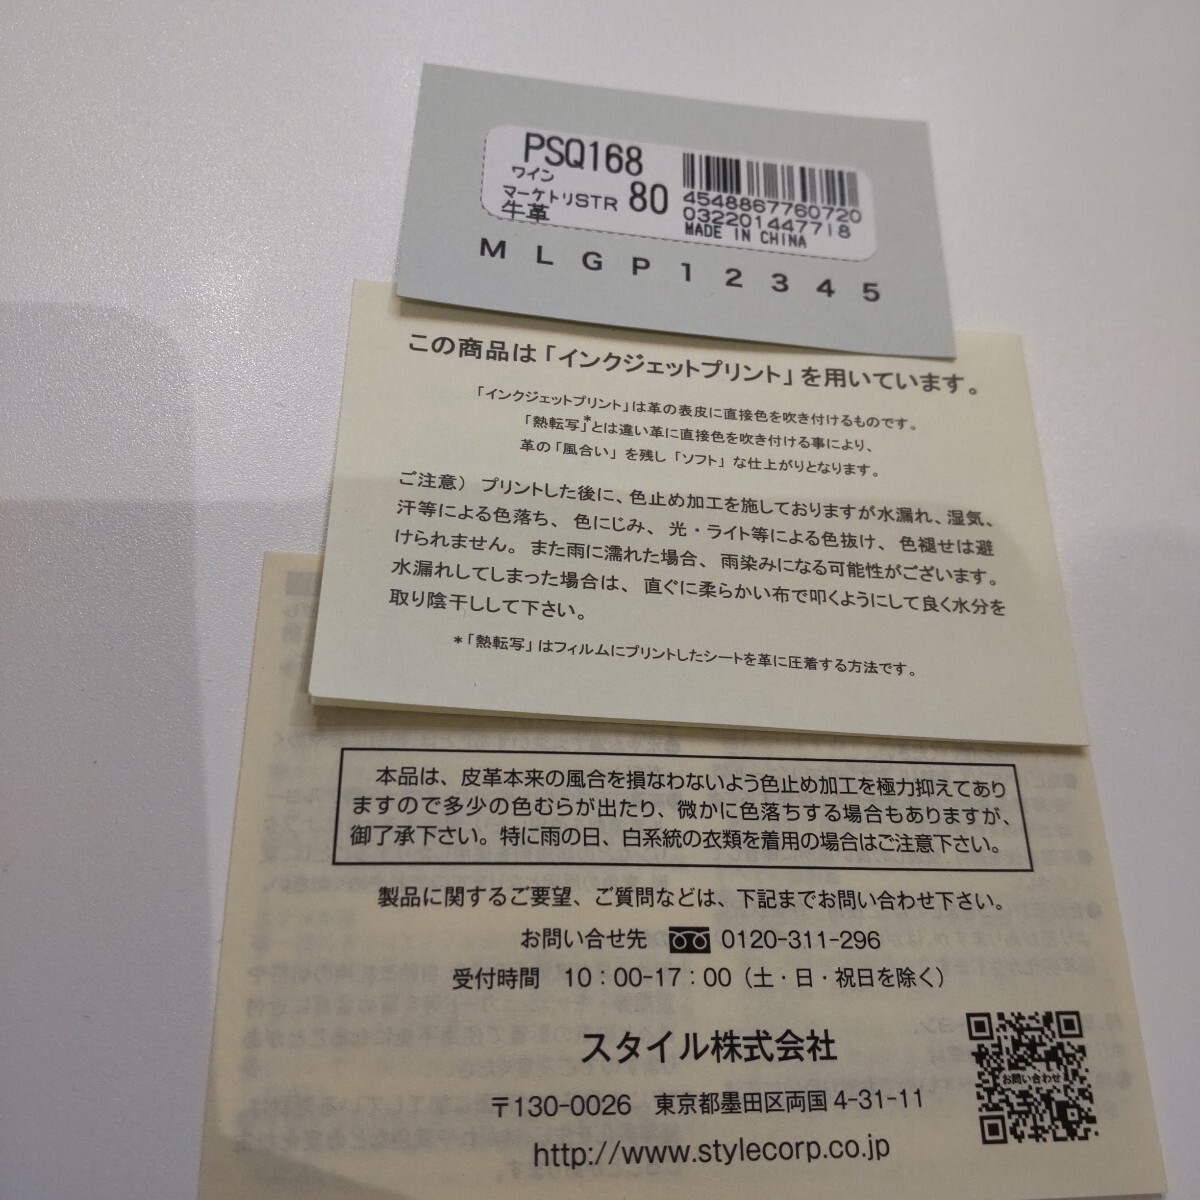 PSQ168
ワイン
マーケトリSTR 80
牛革
4548867760720
032201447718
MADE IN CHINA
M L G P 1 2 3 4 5
この商品は「インクジェットプリント」を用いています。
「インクジェットプリント」は革の表皮に直接色を吹き付けるものです。
「熱転写」*とは違い革に直接色を吹き付ける事により、
革の「風合い」を残し「ソフト」な仕上がりとなります。
ご注意） プリントした後に、色止め加工を施しておりますが水漏れ、湿気、
汗等による色落ち、色にじみ、光・ライト等による色抜け、色褪せは避
けられません。また雨に濡れた場合、雨染みになる可能性がございます。
水漏れしてしまった場合は、直ぐに柔らかい布で叩くようにして良く水分を
取り陰干しして下さい。
*「熱転写」はフィルムにプリントしたシートを革に圧着する方法です。
本品は、皮革本来の風合を損なわないよう色止め加工を極力抑えてあり
ますので多少の色むらが出たり、微かに色落ちする場合もありますが、
御了承下さい。特に雨の日、白系統の衣類を着用の場合はご注意下さい。
製品に関するご要望、ご質問などは、下記までお問い合わせ下さい。
お問い合せ先 0120-311-296
受付時間 10：00-17：00（土・日・祝日を除く）
スタイル株式会社
お問い合わせ
〒130-0026 東京都墨田区両国 4-31-11
http://www.stylecorp.co.jp